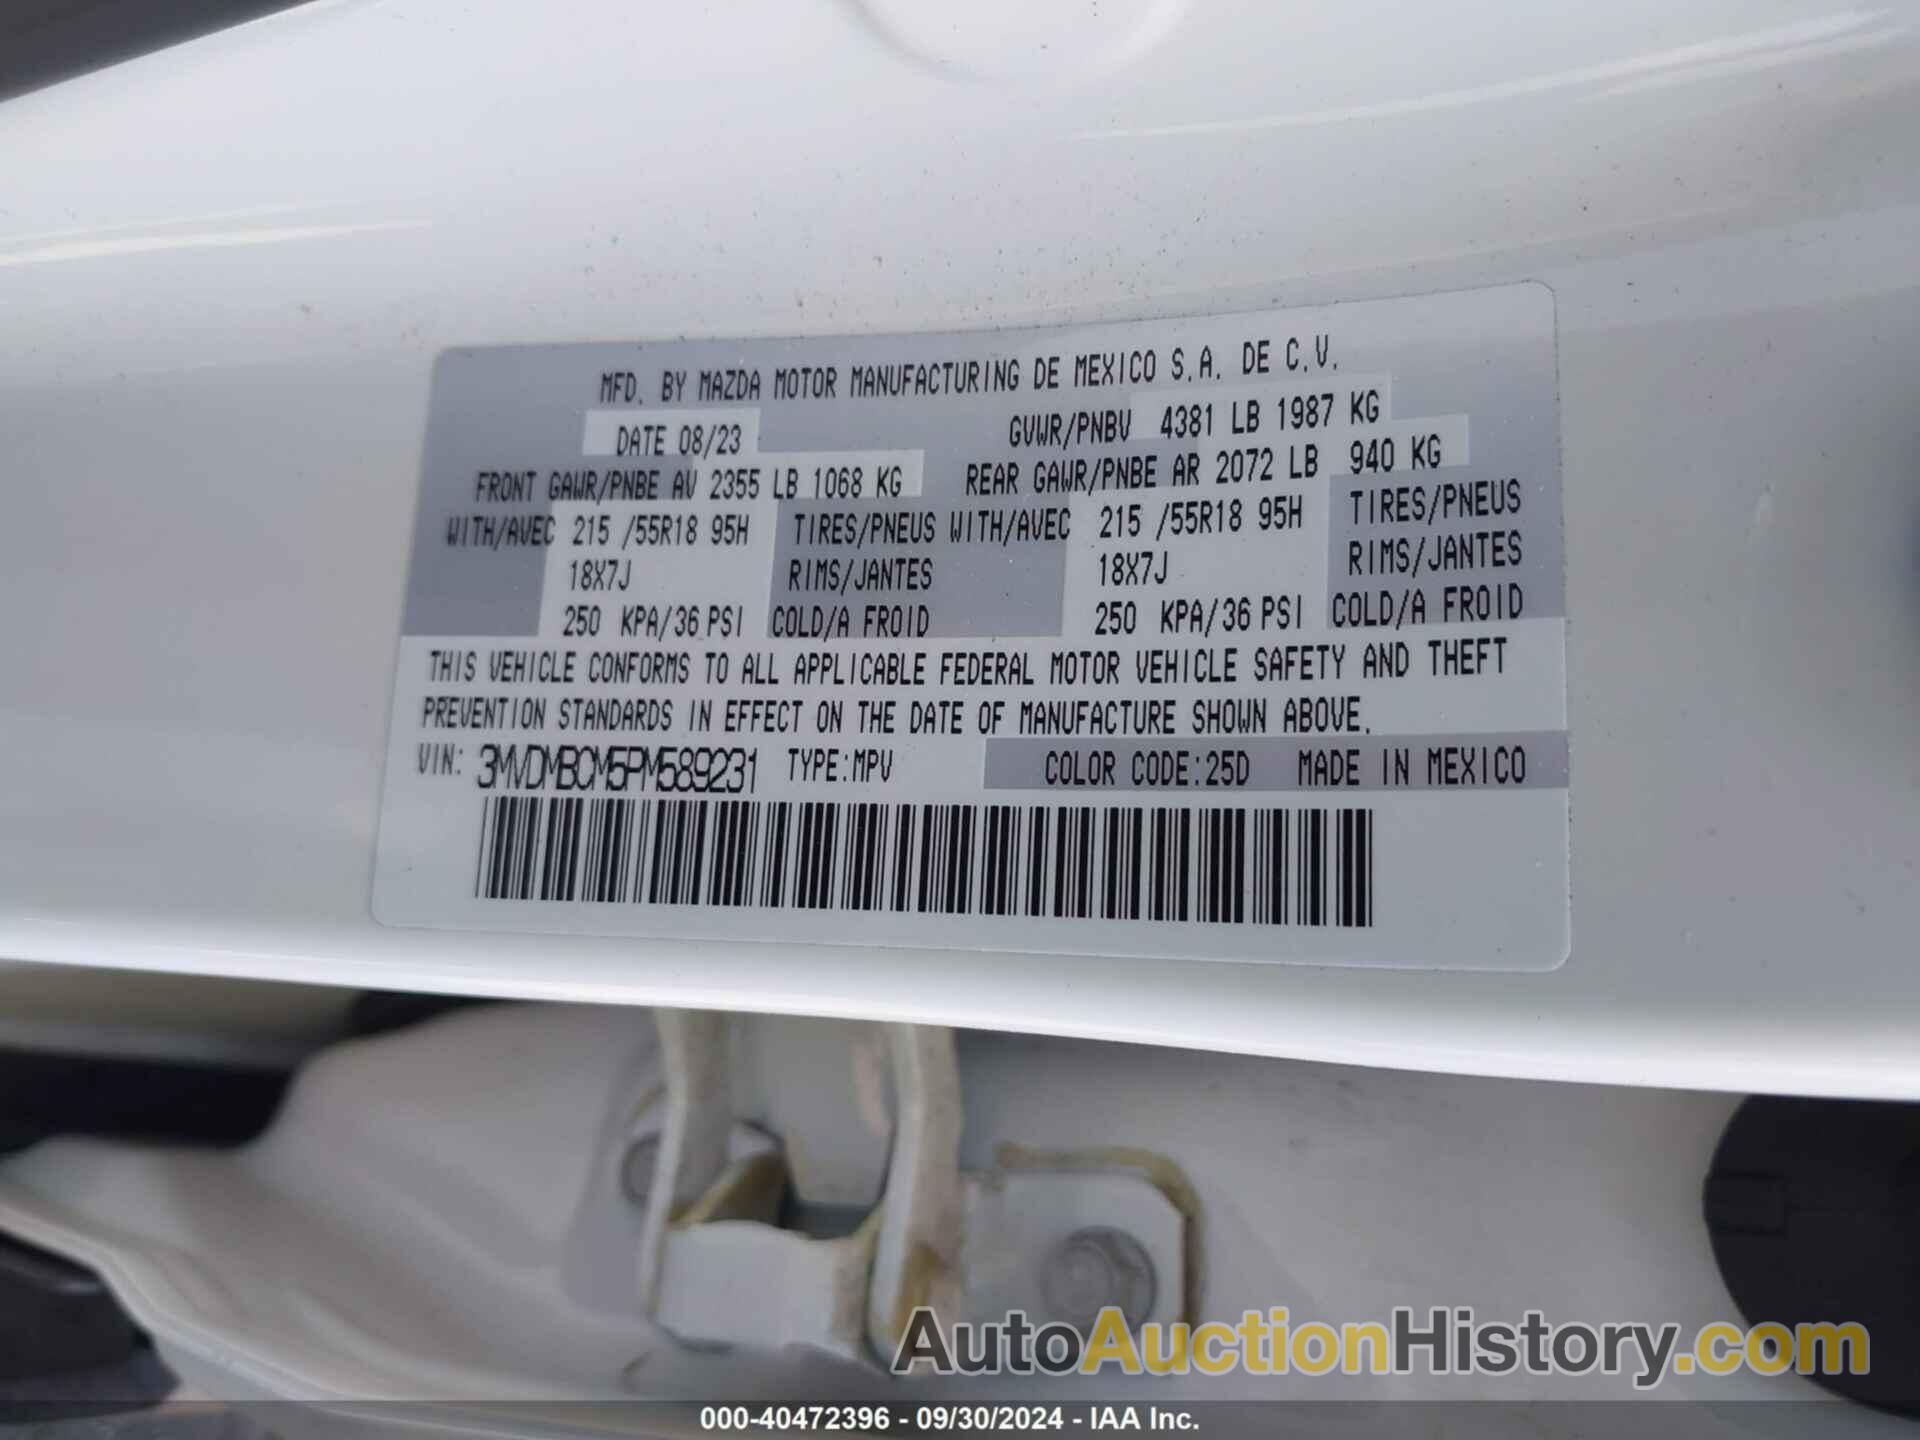 MFD. BY MAZDA MOTOR MANUFACTURING DE MEXICO S.A. DE C.V.
DATE 08/23 GVWR/PNBV 4381 LB 1987 KG
FRONT GAWR/PNBE AV 2355 LB 1068 KG REAR GAWR/PNBE AR 2072 LB 940 KG
WITH/AVEC 215 /55R18 95H TIRES/PNEUS WITH/AVEC 215 /55R18 95H TIRES/PNEUS
18X7J RIMS/JANTES 18X7J RIMS/JANTES
250 KPA/36 PSI COLD/A FROID 250 KPA/36 PSI COLD/A FROID
THIS VEHICLE CONFORMS TO ALL APPLICABLE FEDERAL MOTOR VEHICLE SAFETY AND THEFT
PREVENTION STANDARDS IN EFFECT ON THE DATE OF MANUFACTURE SHOWN ABOVE.
VIN: 3MVDMBCM5PM589231 TYPE:MPV COLOR CODE:25D MADE IN MEXICO
AutoAuctionHistory.com
000-40472396 - 09/30/2024 - IAA Inc.